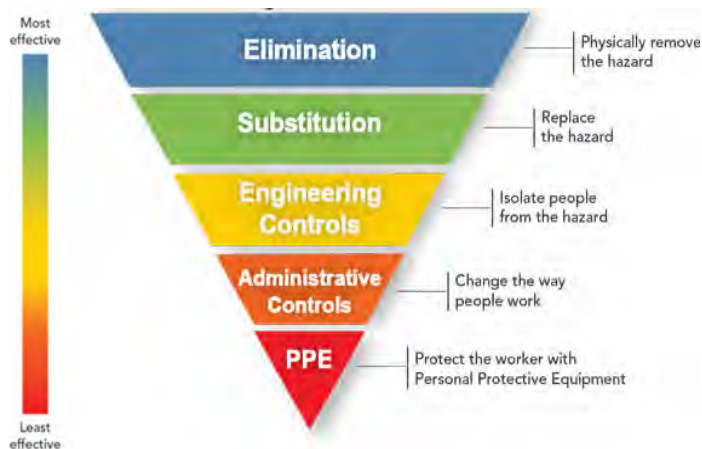 Most
effective
Elimination
Physically remove
the hazard
Substitution
Replace
the hazard
Engineering
Controls
Isolate people
from the hazard
Administrative
Controls
Change the way
people work
PPE
Protect the worker with
Personal Protective Equipment
Least
effective